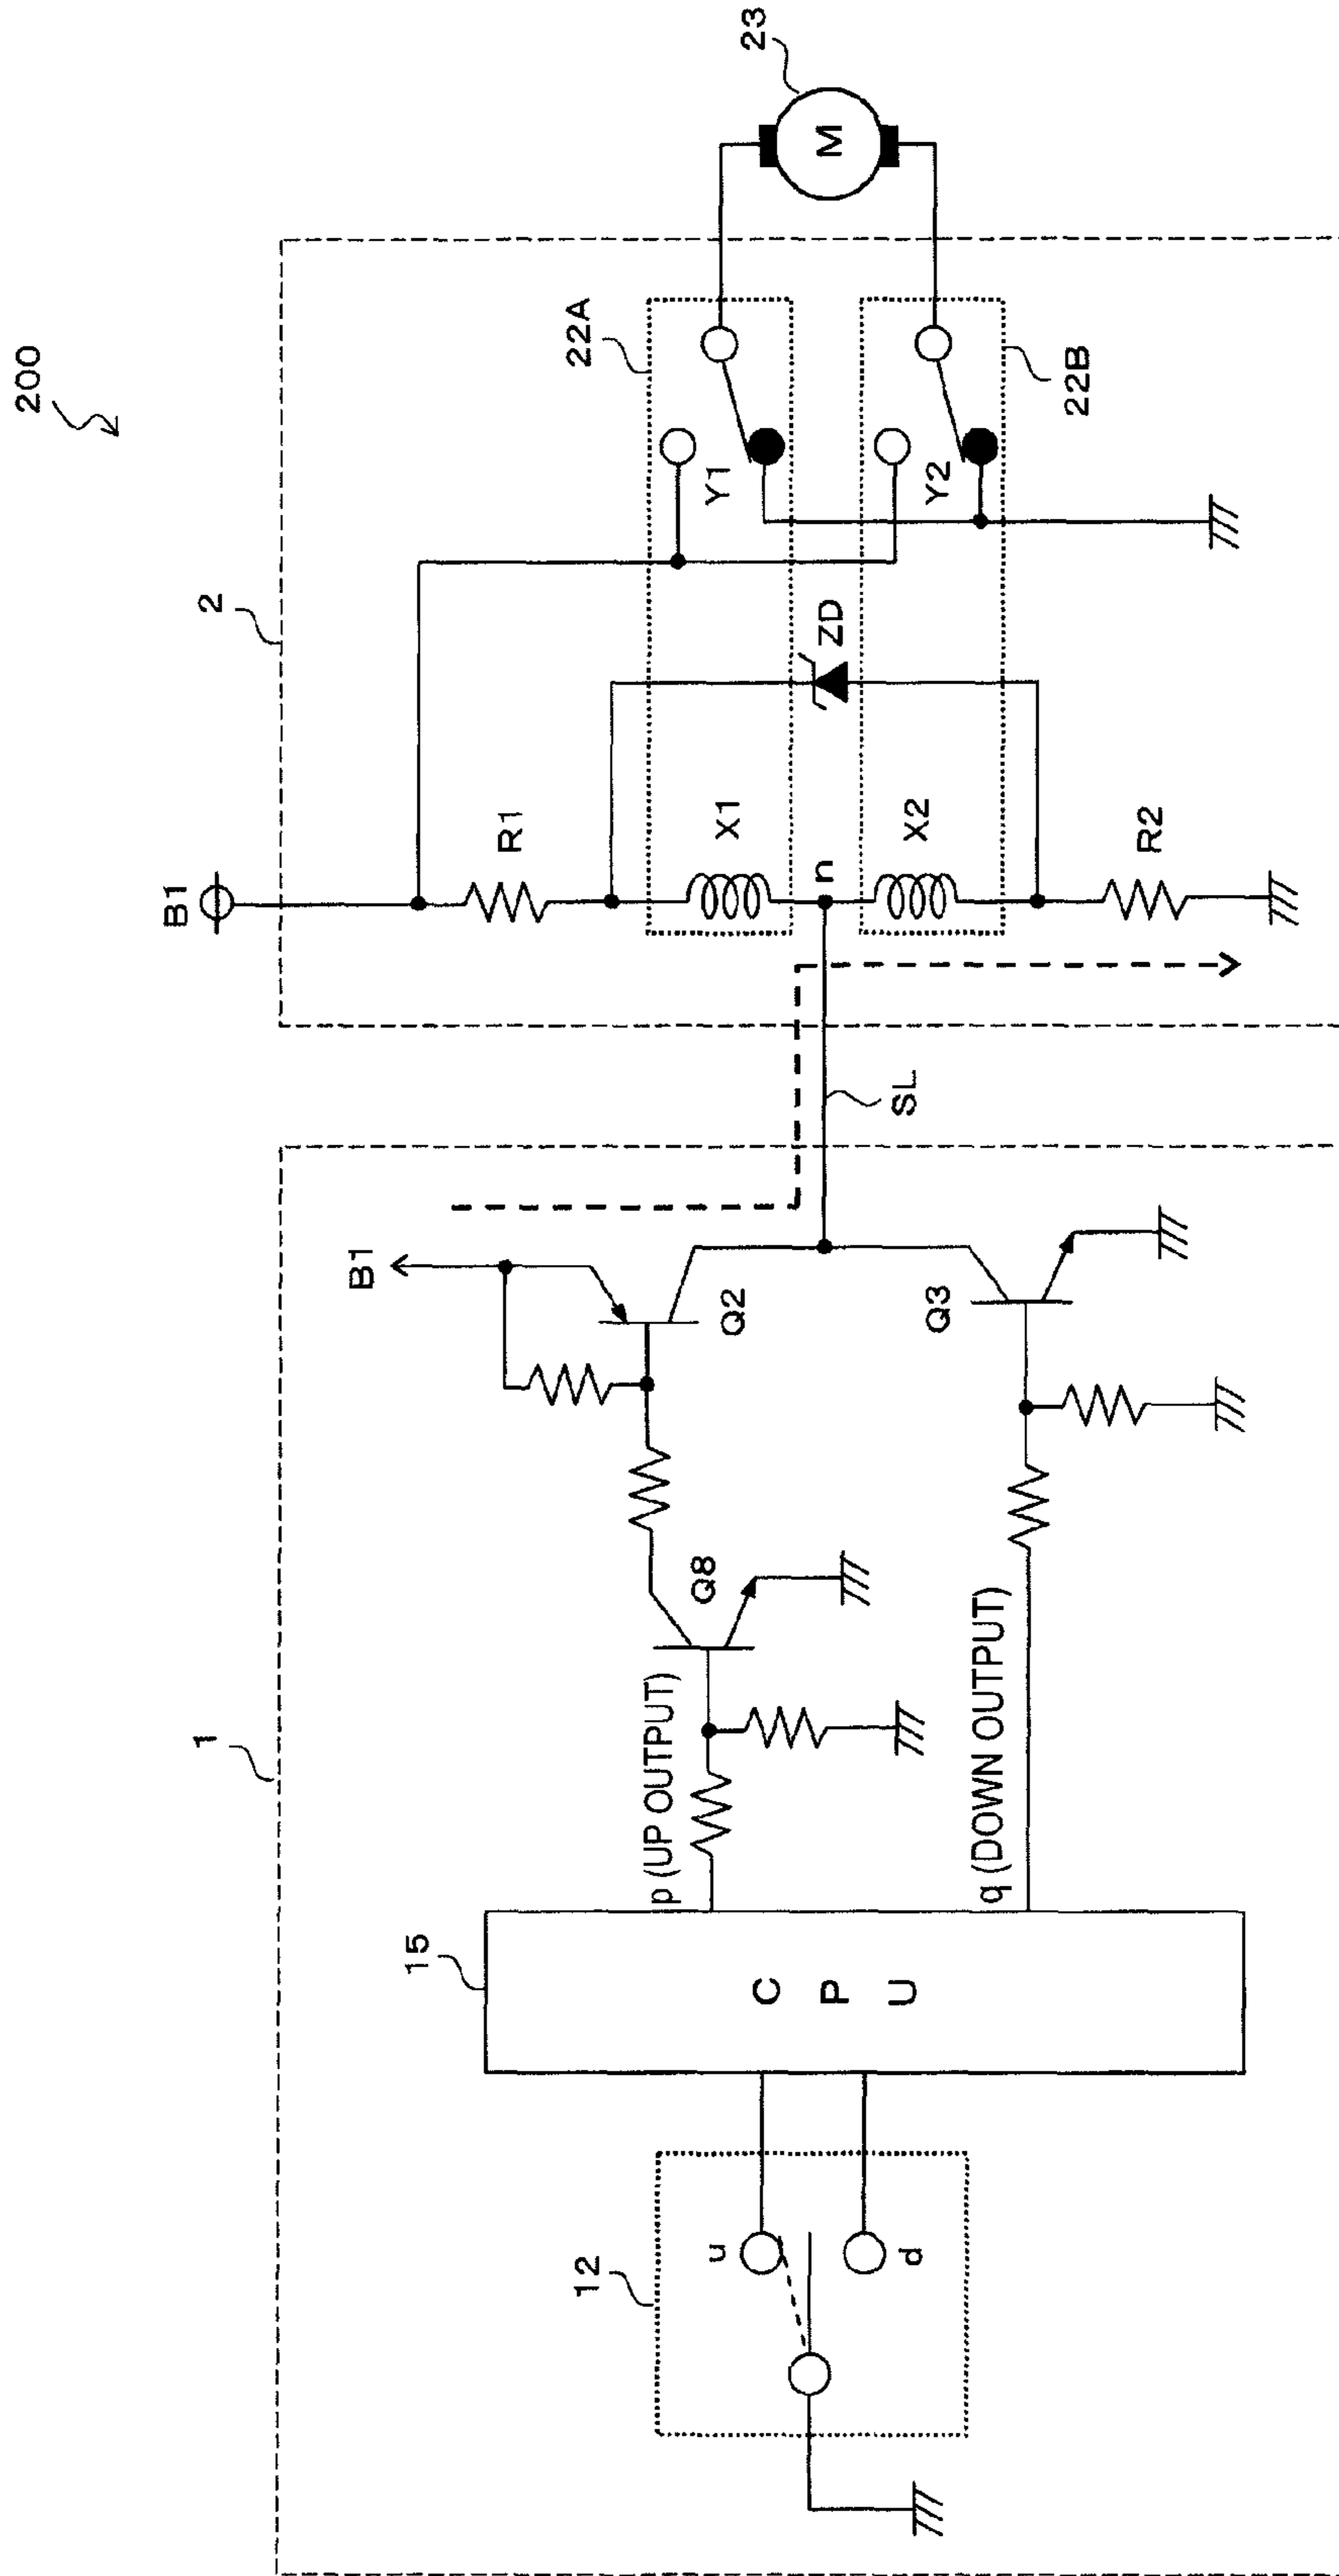 200
1
2
12
u
d
15
C P U
p (UP OUTPUT)
q (DOWN OUTPUT)
Q8
B1
Q2
Q3
SL
B1
R1
X1
n
X2
R2
ZD
22A
Y1
Y2
22B
23
M